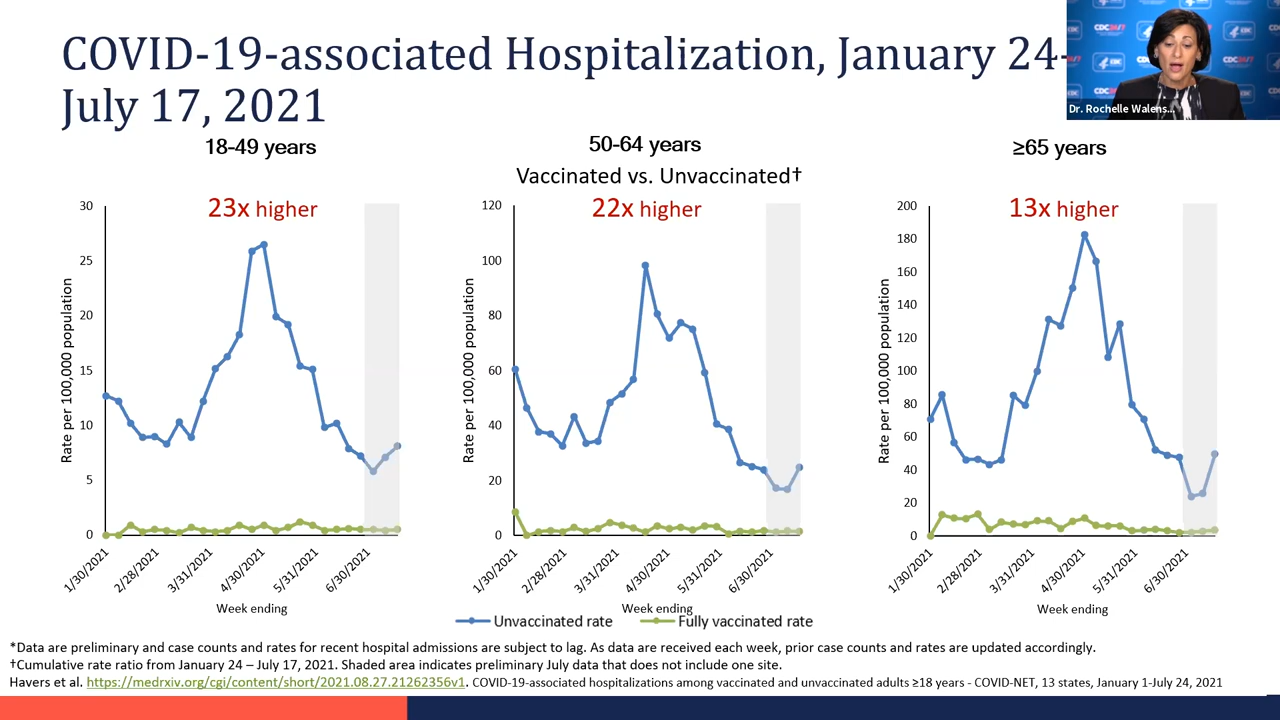 COVID-19-associated Hospitalization, January 24-
July 17, 2021
Dr. Rochelle Walens...
18-49 years
50-64 years
≥65 years
Vaccinated vs. Unvaccinated†
23x higher
22x higher
13x higher
Rate per 100,000 population
30
25
20
15
10
5
0
1/30/2021
2/28/2021
3/31/2021
4/30/2021
5/31/2021
6/30/2021
Week ending
Rate per 100,000 population
120
100
80
60
40
20
0
1/30/2021
2/28/2021
3/31/2021
4/30/2021
5/31/2021
6/30/2021
Week ending
Rate per 100,000 population
200
180
160
140
120
100
80
60
40
20
0
1/30/2021
2/28/2021
3/31/2021
4/30/2021
5/31/2021
6/30/2021
Week ending
Unvaccinated rate
Fully vaccinated rate
*Data are preliminary and case counts and rates for recent hospital admissions are subject to lag. As data are received each week, prior case counts and rates are updated accordingly.
†Cumulative rate ratio from January 24 – July 17, 2021. Shaded area indicates preliminary July data that does not include one site.
Havers et al. https://medrxiv.org/cgi/content/short/2021.08.27.21262356v1. COVID-19-associated hospitalizations among vaccinated and unvaccinated adults ≥18 years - COVID-NET, 13 states, January 1-July 24, 2021